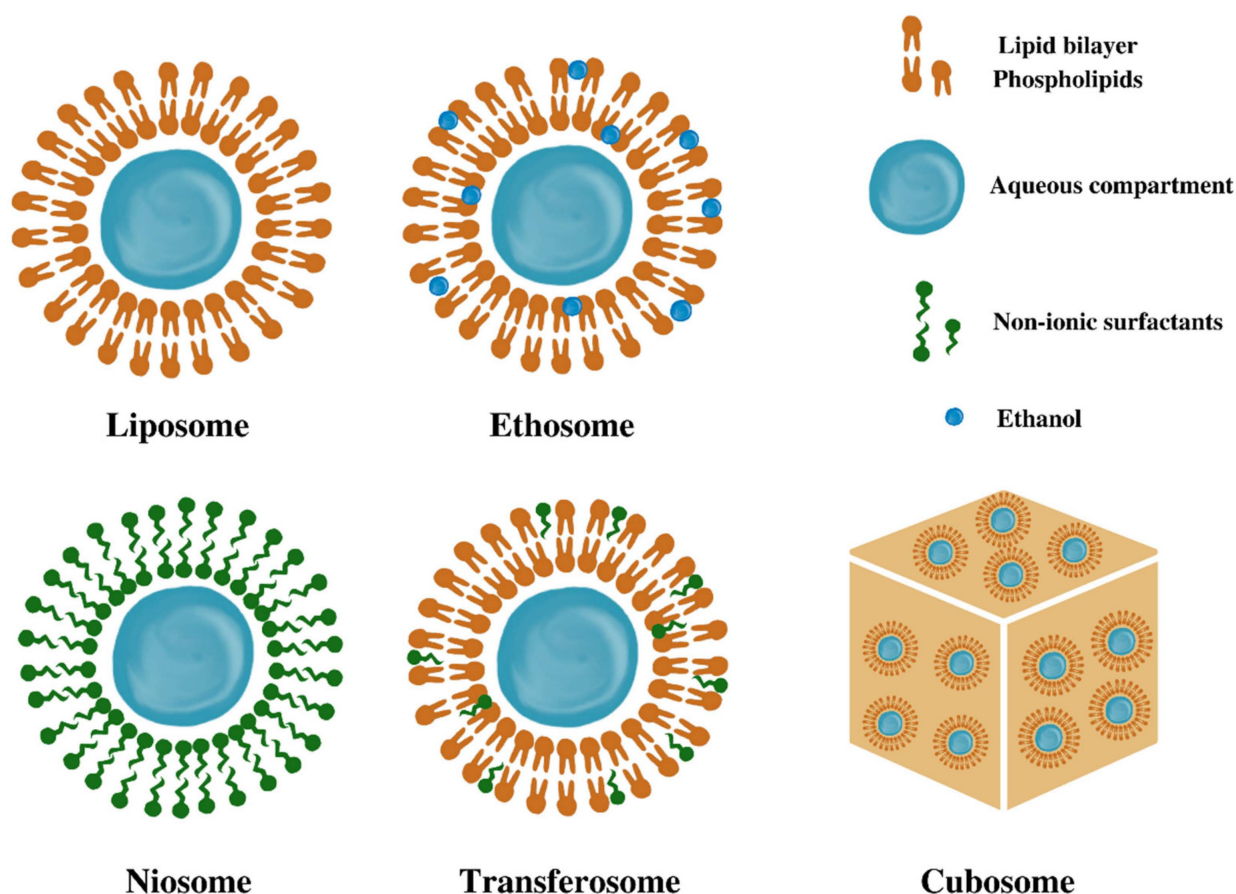 Lipid bilayer
Phospholipids
Aqueous compartment
Non-ionic surfactants
Ethanol
Liposome
Ethosome
Niosome
Transferosome
Cubosome